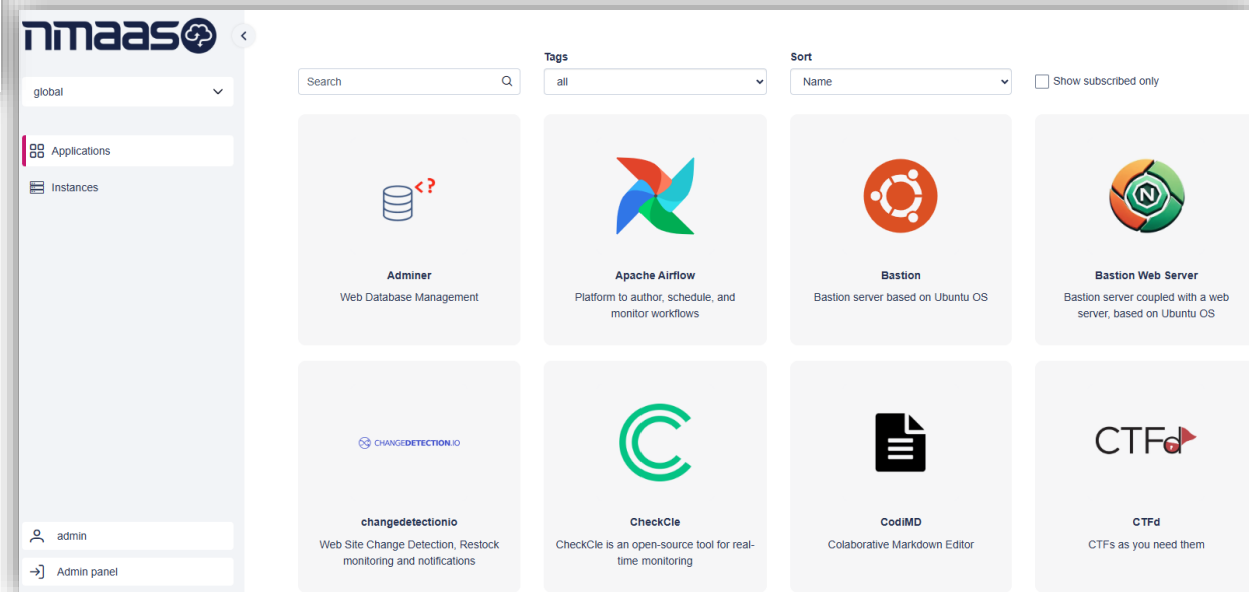 nmaas
global
Applications
Instances
admin
Admin panel
Tags
Sort
Search
all
Name
Show subscribed only
<?
Adminer
Web Database Management
Apache Airflow
Platform to author, schedule, and
monitor workflows
Bastion
Bastion server based on Ubuntu OS
N
Bastion Web Server
Bastion server coupled with a web
server, based on Ubuntu OS
CHANGEDETECTION.IO
changedetectionio
Web Site Change Detection, Restock
monitoring and notifications
CheckCle
CheckCle is an open-source tool for real-
time monitoring
CodiMD
Colaborative Markdown Editor
CTFd
CTFd
CTFs as you need them